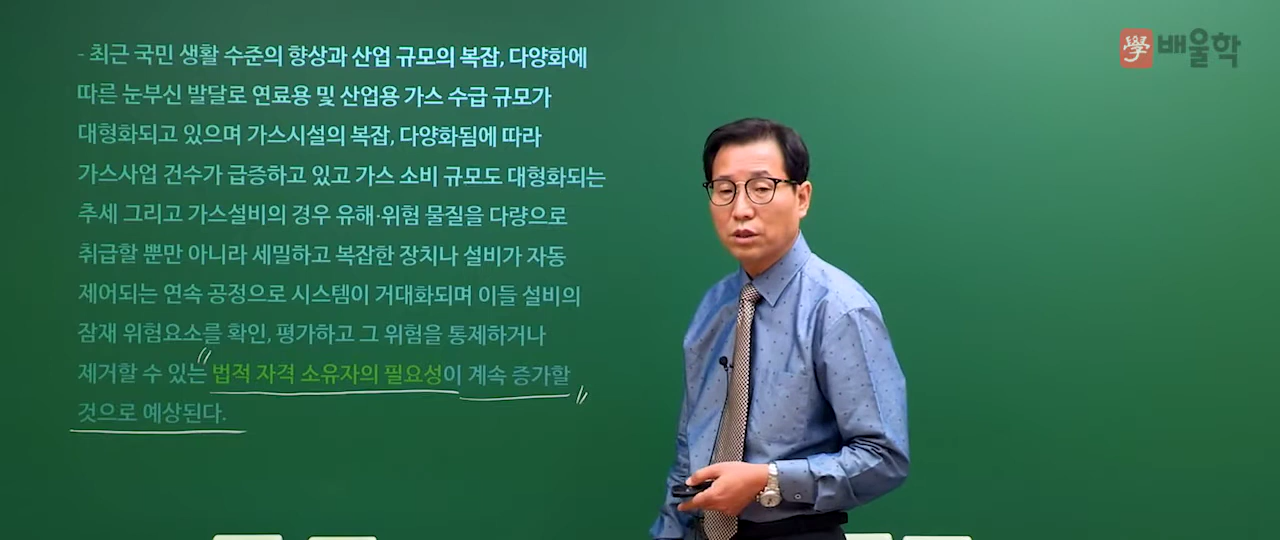 - 최근 국민 생활 수준의 향상과 산업 규모의 복잡, 다양화에
따른 눈부신 발달로 연료용 및 산업용 가스 수급 규모가
대형화되고 있으며 가스시설의 복잡, 다양화됨에 따라
가스사업 건수가 급증하고 있고 가스 소비 규모도 대형화되는
추세 그리고 가스설비의 경우 유해·위험 물질을 다량으로
취급할 뿐만 아니라 세밀하고 복잡한 장치나 설비가 자동
제어되는 연속 공정으로 시스템이 거대화되며 이들 설비의
잠재 위험요소를 확인, 평가하고 그 위험을 통제하거나
제거할 수 있는 "법적 자격 소유자의 필요성이 계속 증가할"
것으로 예상된다.
學 배울학